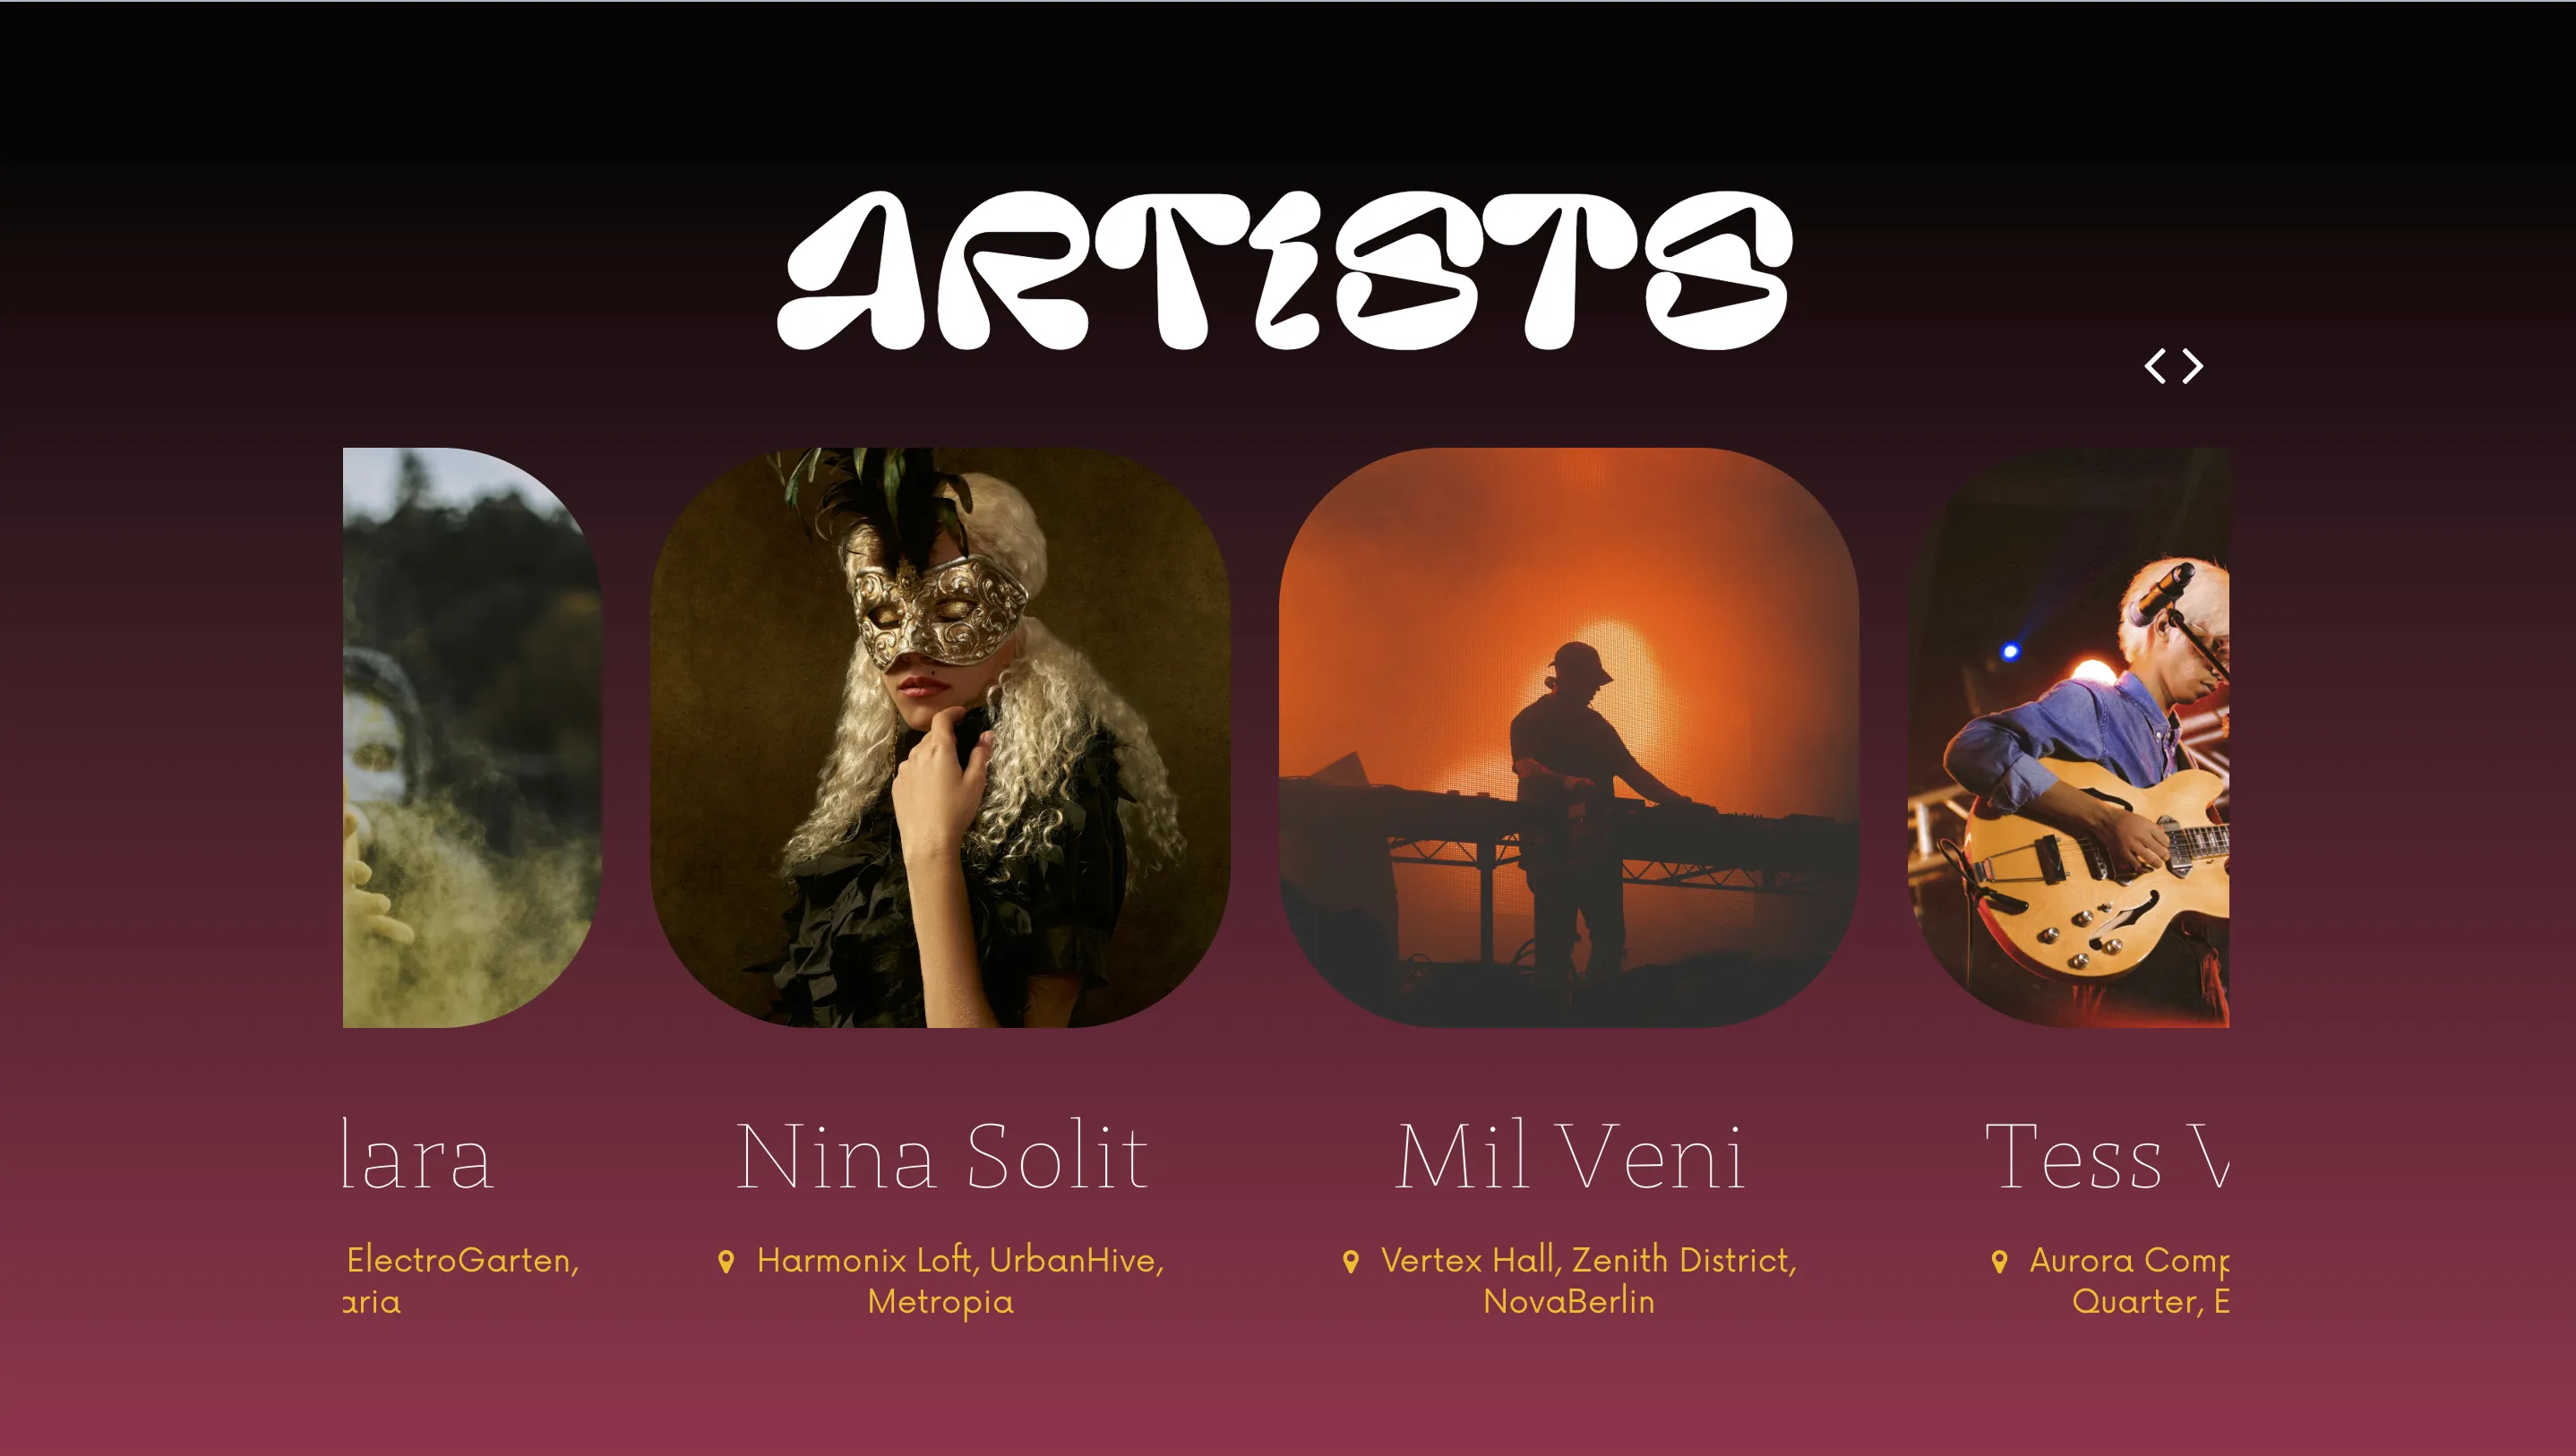 ARTiSTS
lara
Nina Solit
Mil Veni
Tess V
ElectroGarten,
aria
Harmonix Loft, UrbanHive,
Metropia
Vertex Hall, Zenith District,
NovaBerlin
Aurora Comp
Quarter, E